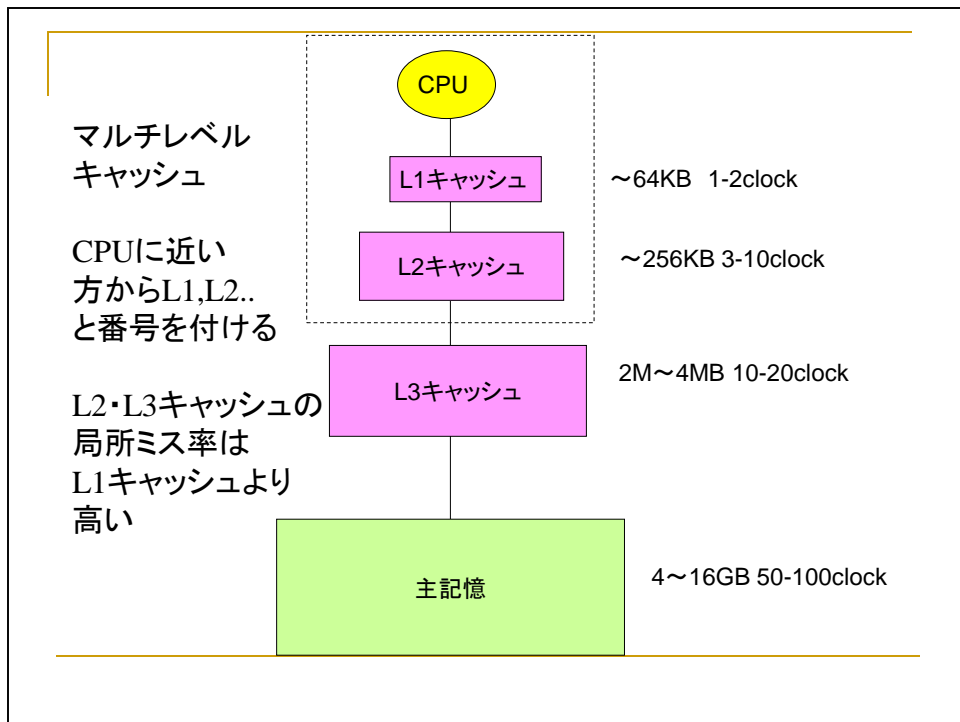 CPU
マルチレベル
キャッシュ
L1キャッシュ
～64KB 1-2clock
CPUに近い
方からL1,L2..
と番号を付ける
L2キャッシュ
～256KB 3-10clock
L3キャッシュ
2M～4MB 10-20clock
L2・L3キャッシュの
局所ミス率は
L1キャッシュより
高い
主記憶
4～16GB 50-100clock